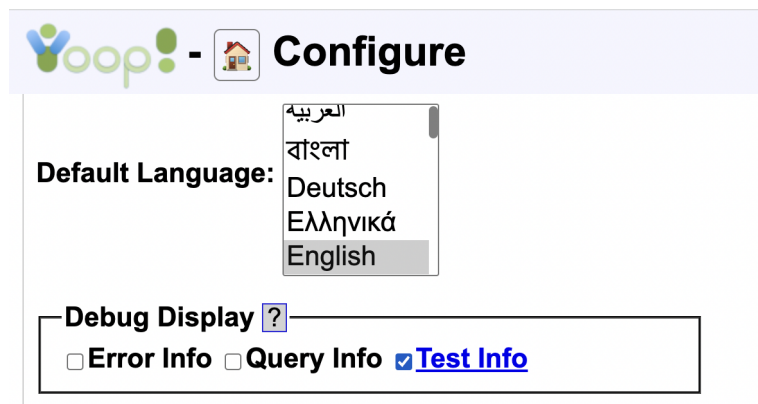 Yoop! - Configure
Default Language:
العربية
বাংলা
Deutsch
Ελληνικά
English
Debug Display ?
Error Info Query Info Test Info